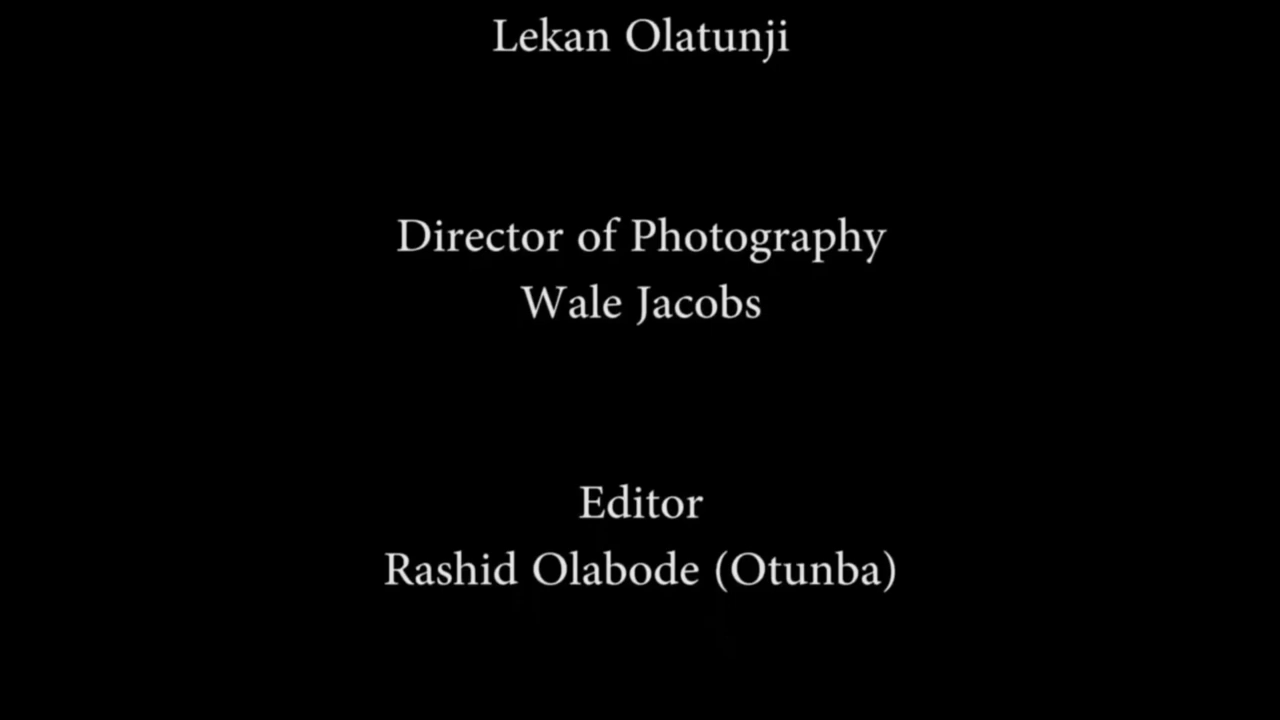 Lekan Olatunji
Director of Photography
Wale Jacobs
Editor
Rashid Olabode (Otunba)